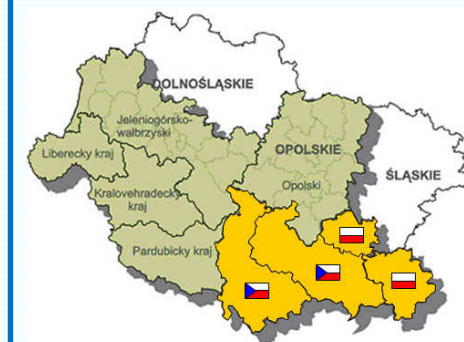 DOLNOŚLĄSKIE
Jeleniogórsko-
wałbrzyski
Liberecky kraj
OPOLSKIE
Opolski
ŚLĄSKIE
Kralovehradecky
kraj
Pardubicky kraj